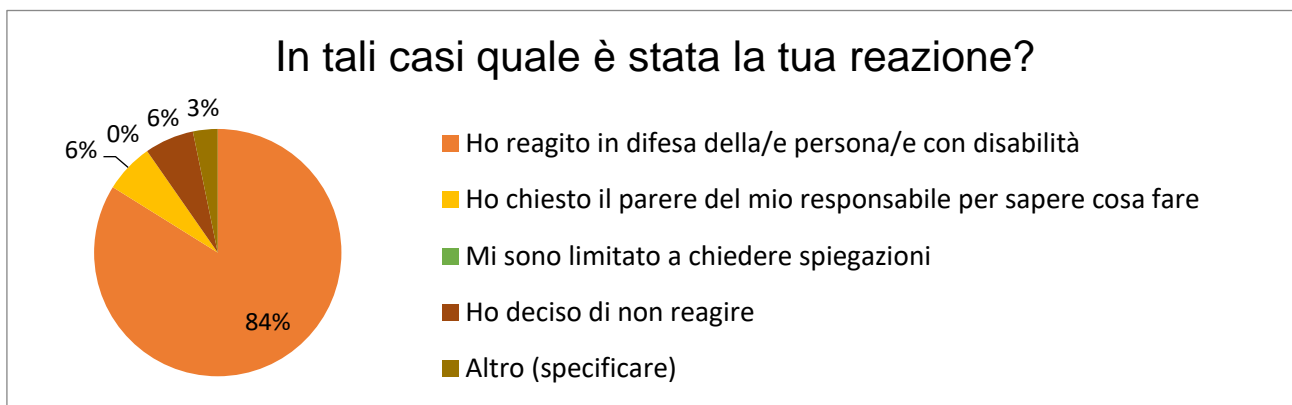 In tali casi quale è stata la tua reazione?
6%
0%
6%
3%
84%
Ho reagito in difesa della/e persona/e con disabilità
Ho chiesto il parere del mio responsabile per sapere cosa fare
Mi sono limitato a chiedere spiegazioni
Ho deciso di non reagire
Altro (specificare)